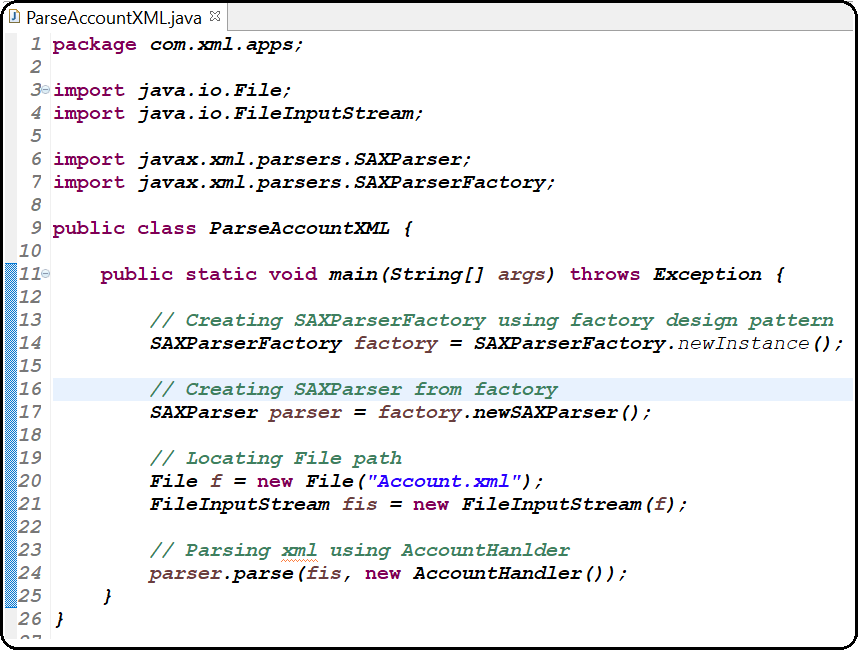 ParseAccountXML.java
1 package com.xml.apps;
2
3 import java.io.File;
4 import java.io.FileInputStream;
5
6 import javax.xml.parsers.SAXParser;
7 import javax.xml.parsers.SAXParserFactory;
8
9 public class ParseAccountXML {
10
11 public static void main(String[] args) throws Exception {
12
13 // Creating SAXParserFactory using factory design pattern
14 SAXParserFactory factory = SAXParserFactory.newInstance();
15
16 // Creating SAXParser from factory
17 SAXParser parser = factory.newSAXParser();
18
19 // Locating File path
20 File f = new File("Account.xml");
21 FileInputStream fis = new FileInputStream(f);
22
23 // Parsing xml using AccountHanlder
24 parser.parse(fis, new AccountHandler());
25 }
26 }